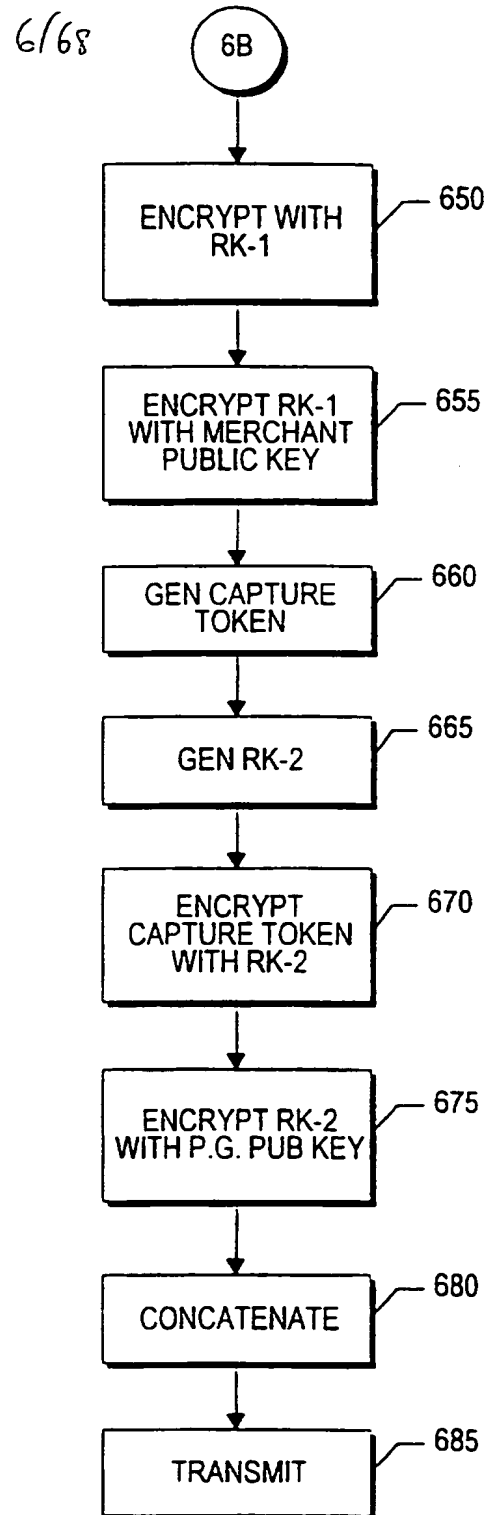 6/68
6B
ENCRYPT WITH
RK-1
650
ENCRYPT RK-1
WITH MERCHANT
PUBLIC KEY
655
GEN CAPTURE
TOKEN
660
GEN RK-2
665
ENCRYPT
CAPTURE TOKEN
WITH RK-2
670
ENCRYPT RK-2
WITH P.G. PUB KEY
675
CONCATENATE
680
TRANSMIT
685